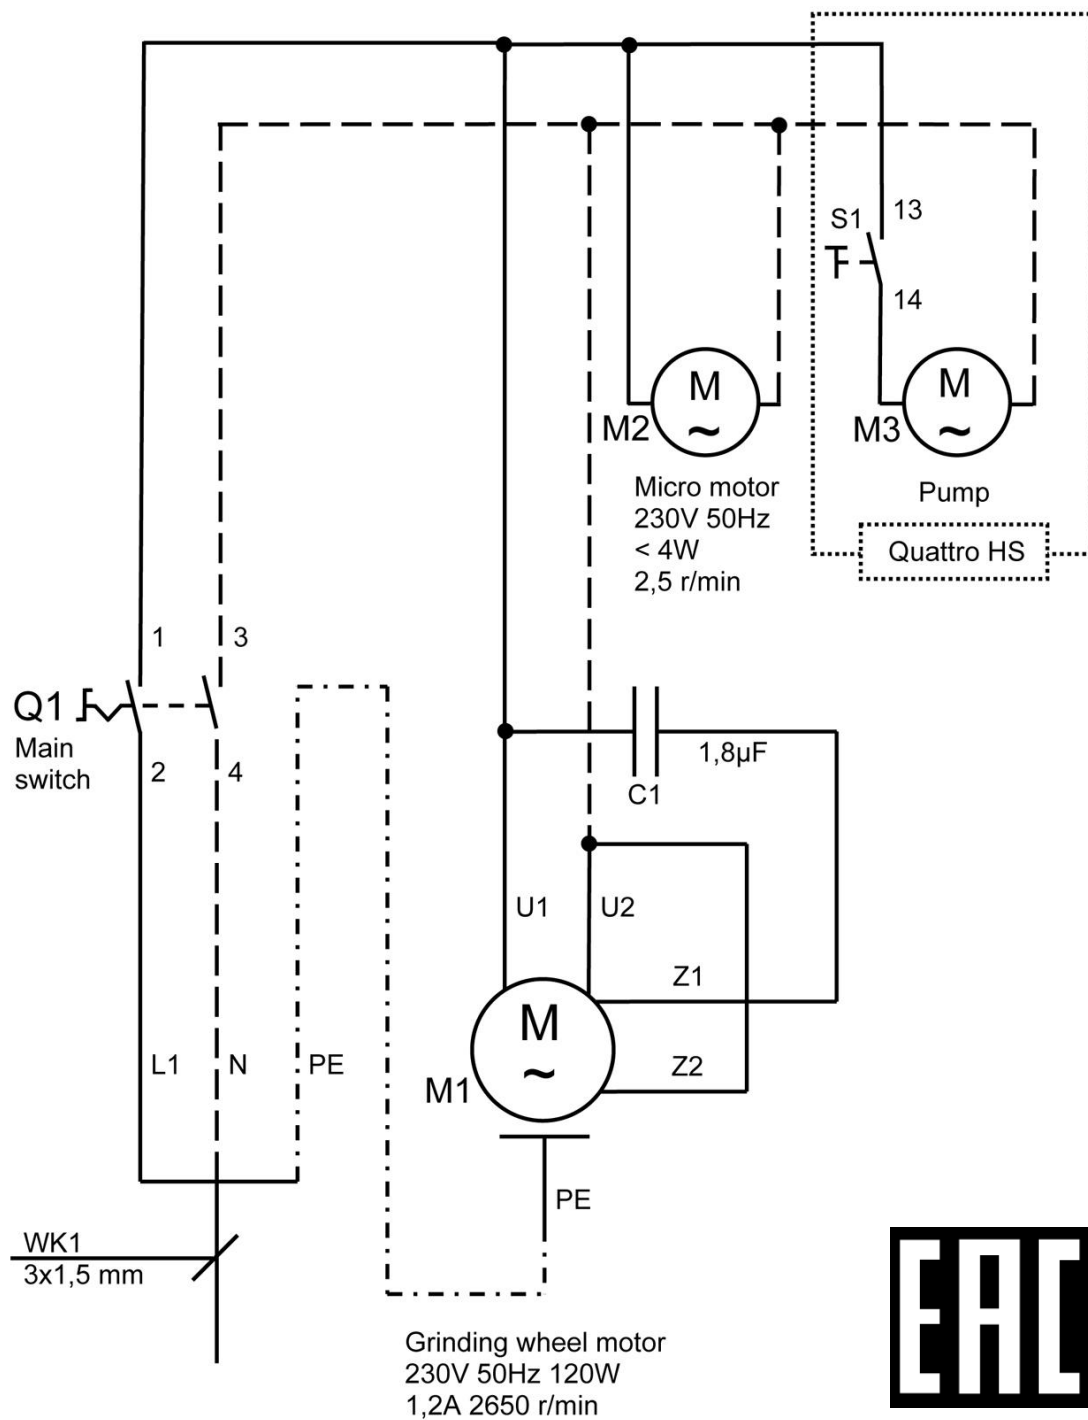 13
S1
14
M
~
M2
M
~
M3
Micro motor
230V 50Hz
< 4W
2,5 r/min
Pump
Quattro HS
1
3
Q1
Main
switch
2
4
1,8µF
C1
U1
U2
Z1
M
~
M1
Z2
L1
N
PE
PE
WK1
3x1,5 mm
Grinding wheel motor
230V 50Hz 120W
1,2A 2650 r/min
EAC